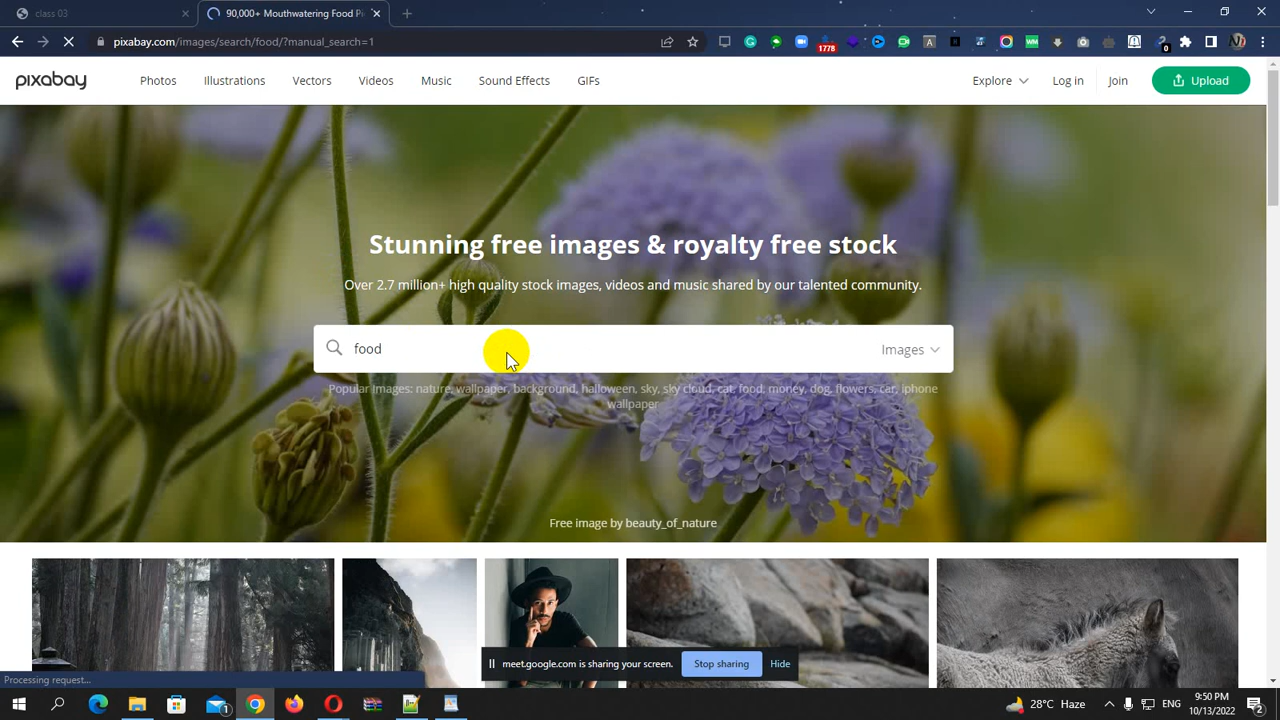 class 03
90,000+ Mouthwatering Food Pi
pixabay.com/images/search/food/?manual_search=1
1778
A
WM
0
pixabay
Photos
Illustrations
Vectors
Videos
Music
Sound Effects
GIFs
Explore
Log in
Join
Upload
Stunning free images & royalty free stock
Over 2.7 million+ high quality stock images, videos and music shared by our talented community.
food
Images
Popular Images: nature, wallpaper, background, halloween, sky, sky cloud, cat, food, money, dog, flowers, car, iphone
wallpaper
Free image by beauty_of_nature
meet.google.com is sharing your screen.
Stop sharing
Hide
Processing request...
1
28°C Haze
ENG
9:50 PM
10/13/2022
2